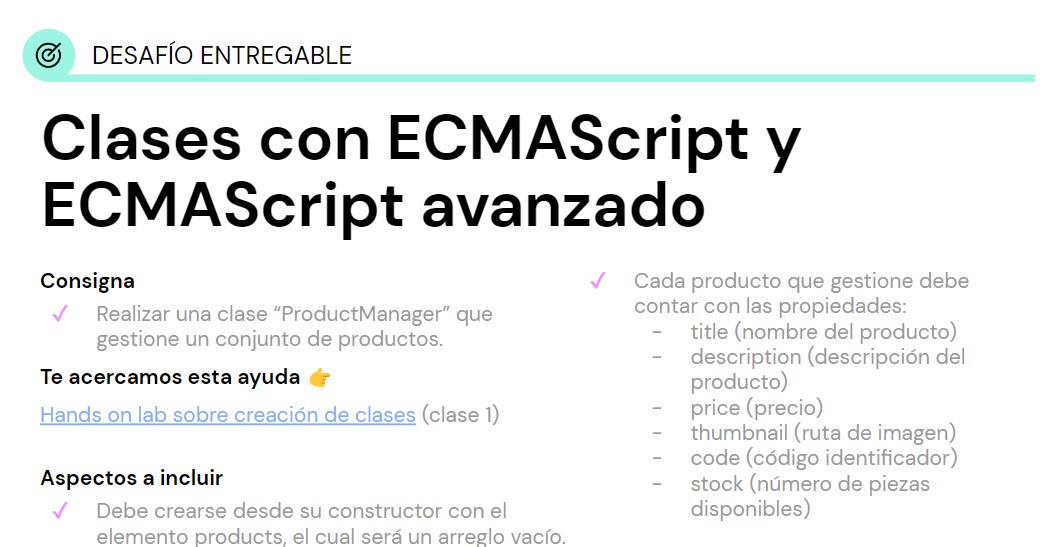 DESAFÍO ENTREGABLE
Clases con ECMAScript y
ECMAScript avanzado
Consigna
✓ Realizar una clase “ProductManager” que
gestione un conjunto de productos.
Te acercamos esta ayuda 👉
Hands on lab sobre creación de clases (clase 1)
Aspectos a incluir
✓ Debe crearse desde su constructor con el
elemento products, el cual será un arreglo vacío.
✓ Cada producto que gestione debe
contar con las propiedades:
- title (nombre del producto)
- description (descripción del
producto)
- price (precio)
- thumbnail (ruta de imagen)
- code (código identificador)
- stock (número de piezas
disponibles)